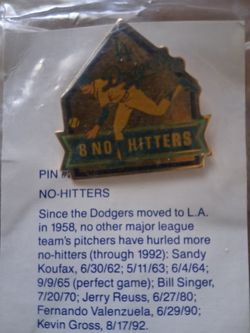 LA
8 NO HITTERS
PIN #
NO-HITTERS
Since the Dodgers moved to L.A.
in 1958, no other major league
team's pitchers have hurled more
no-hitters (through 1992): Sandy
Koufax, 6/30/62; 5/11/63; 6/4/64;
9/9/65 (perfect game); Bill Singer,
7/20/70; Jerry Reuss, 6/27/80;
Fernando Valenzuela, 6/29/90;
Kevin Gross, 8/17/92.